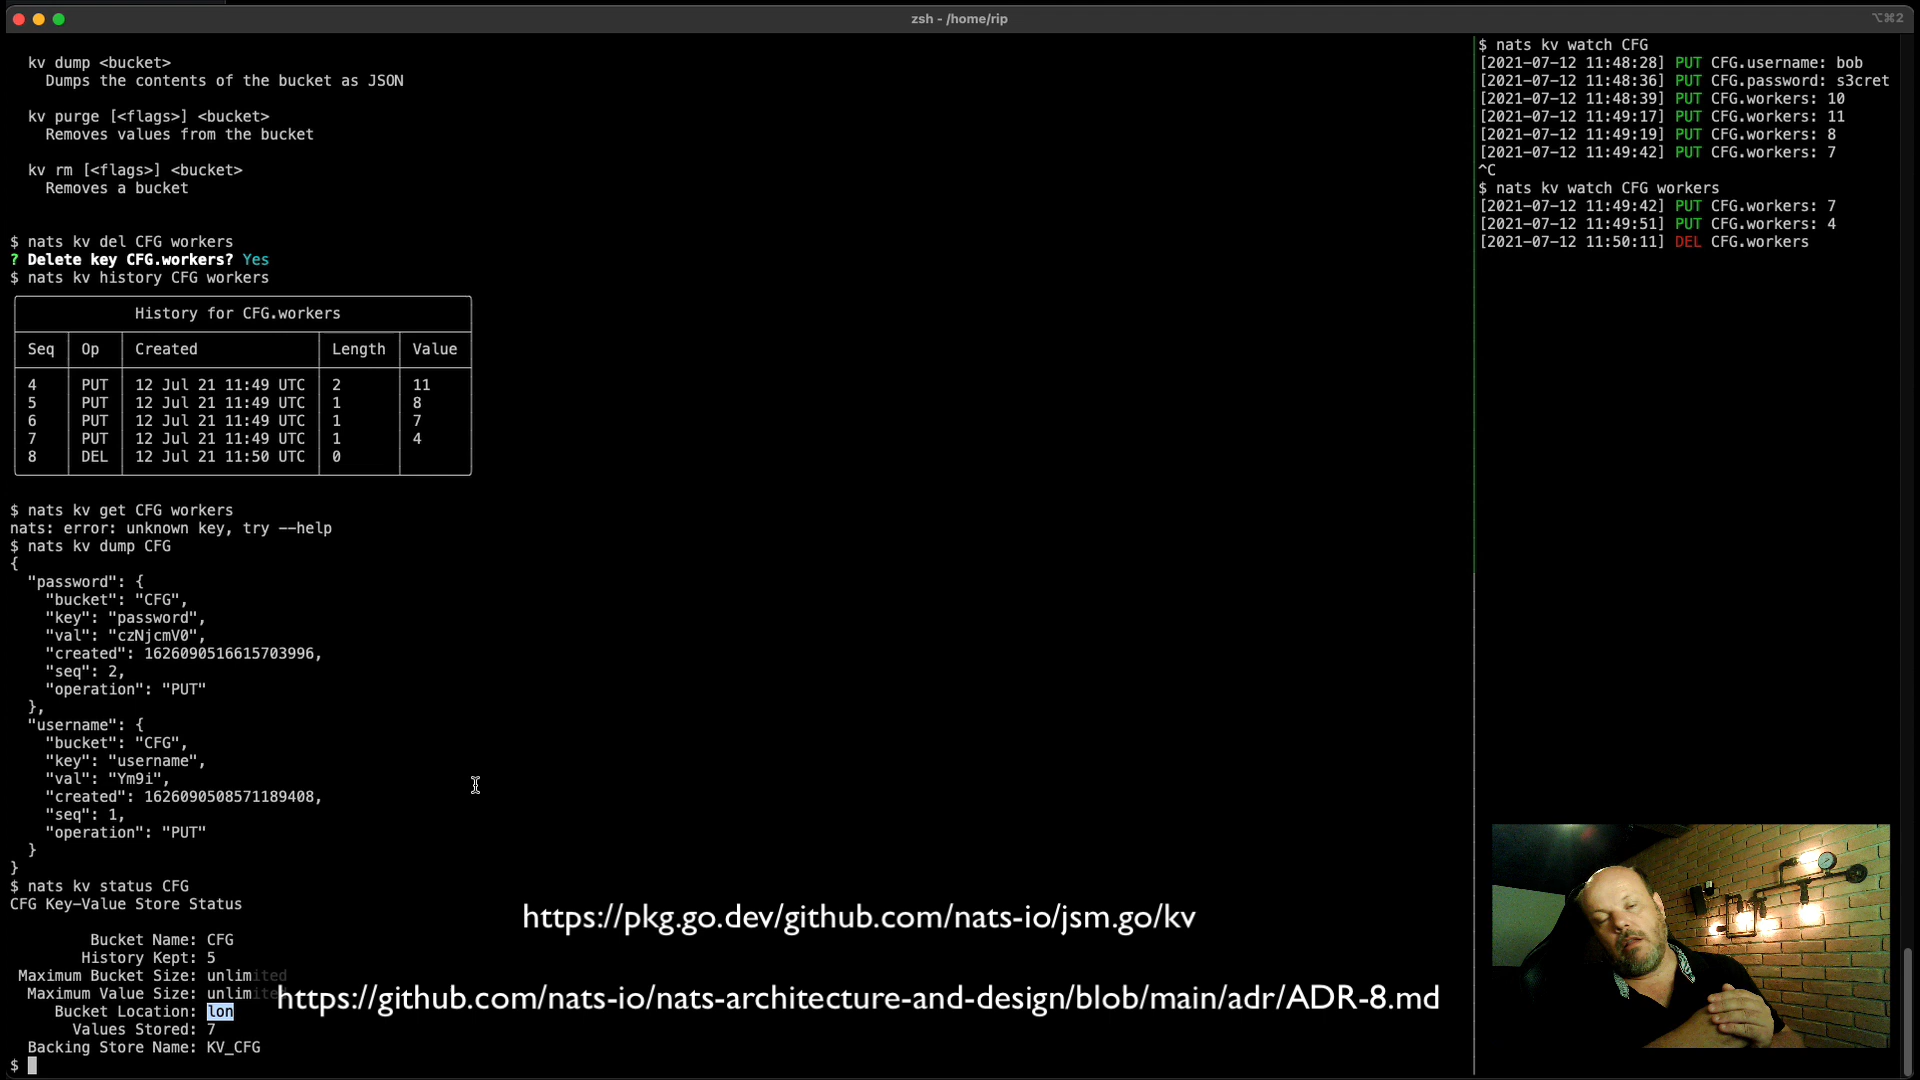 zsh - /home/rip
⌥⌘2
kv dump <bucket>
Dumps the contents of the bucket as JSON
kv purge [<flags>] <bucket>
Removes values from the bucket
kv rm [<flags>] <bucket>
Removes a bucket
$ nats kv del CFG workers
? Delete key CFG.workers? Yes
$ nats kv history CFG workers
History for CFG.workers
Seq Op Created Length Value
4 PUT 12 Jul 21 11:49 UTC 2 11
5 PUT 12 Jul 21 11:49 UTC 1 8
6 PUT 12 Jul 21 11:49 UTC 1 7
7 PUT 12 Jul 21 11:49 UTC 1 4
8 DEL 12 Jul 21 11:50 UTC 0
$ nats kv get CFG workers
nats: error: unknown key, try --help
$ nats kv dump CFG
{
"password": {
"bucket": "CFG",
"key": "password",
"val": "czNjcmV0",
"created": 1626090516615703996,
"seq": 2,
"operation": "PUT"
},
"username": {
"bucket": "CFG",
"key": "username",
"val": "Ym9i",
"created": 1626090508571189408,
"seq": 1,
"operation": "PUT"
}
}
$ nats kv status CFG
CFG Key-Value Store Status
Bucket Name: CFG
History Kept: 5
Maximum Bucket Size: unlimited
Maximum Value Size: unlimited
Bucket Location: lon
Values Stored: 7
Backing Store Name: KV_CFG
$
$ nats kv watch CFG
[2021-07-12 11:48:28] PUT CFG.username: bob
[2021-07-12 11:48:36] PUT CFG.password: s3cret
[2021-07-12 11:48:39] PUT CFG.workers: 10
[2021-07-12 11:49:17] PUT CFG.workers: 11
[2021-07-12 11:49:19] PUT CFG.workers: 8
[2021-07-12 11:49:42] PUT CFG.workers: 7
^C
$ nats kv watch CFG workers
[2021-07-12 11:49:42] PUT CFG.workers: 7
[2021-07-12 11:49:51] PUT CFG.workers: 4
[2021-07-12 11:50:11] DEL CFG.workers
https://pkg.go.dev/github.com/nats-io/jsm.go/kv
https://github.com/nats-io/nats-architecture-and-design/blob/main/adr/ADR-8.md